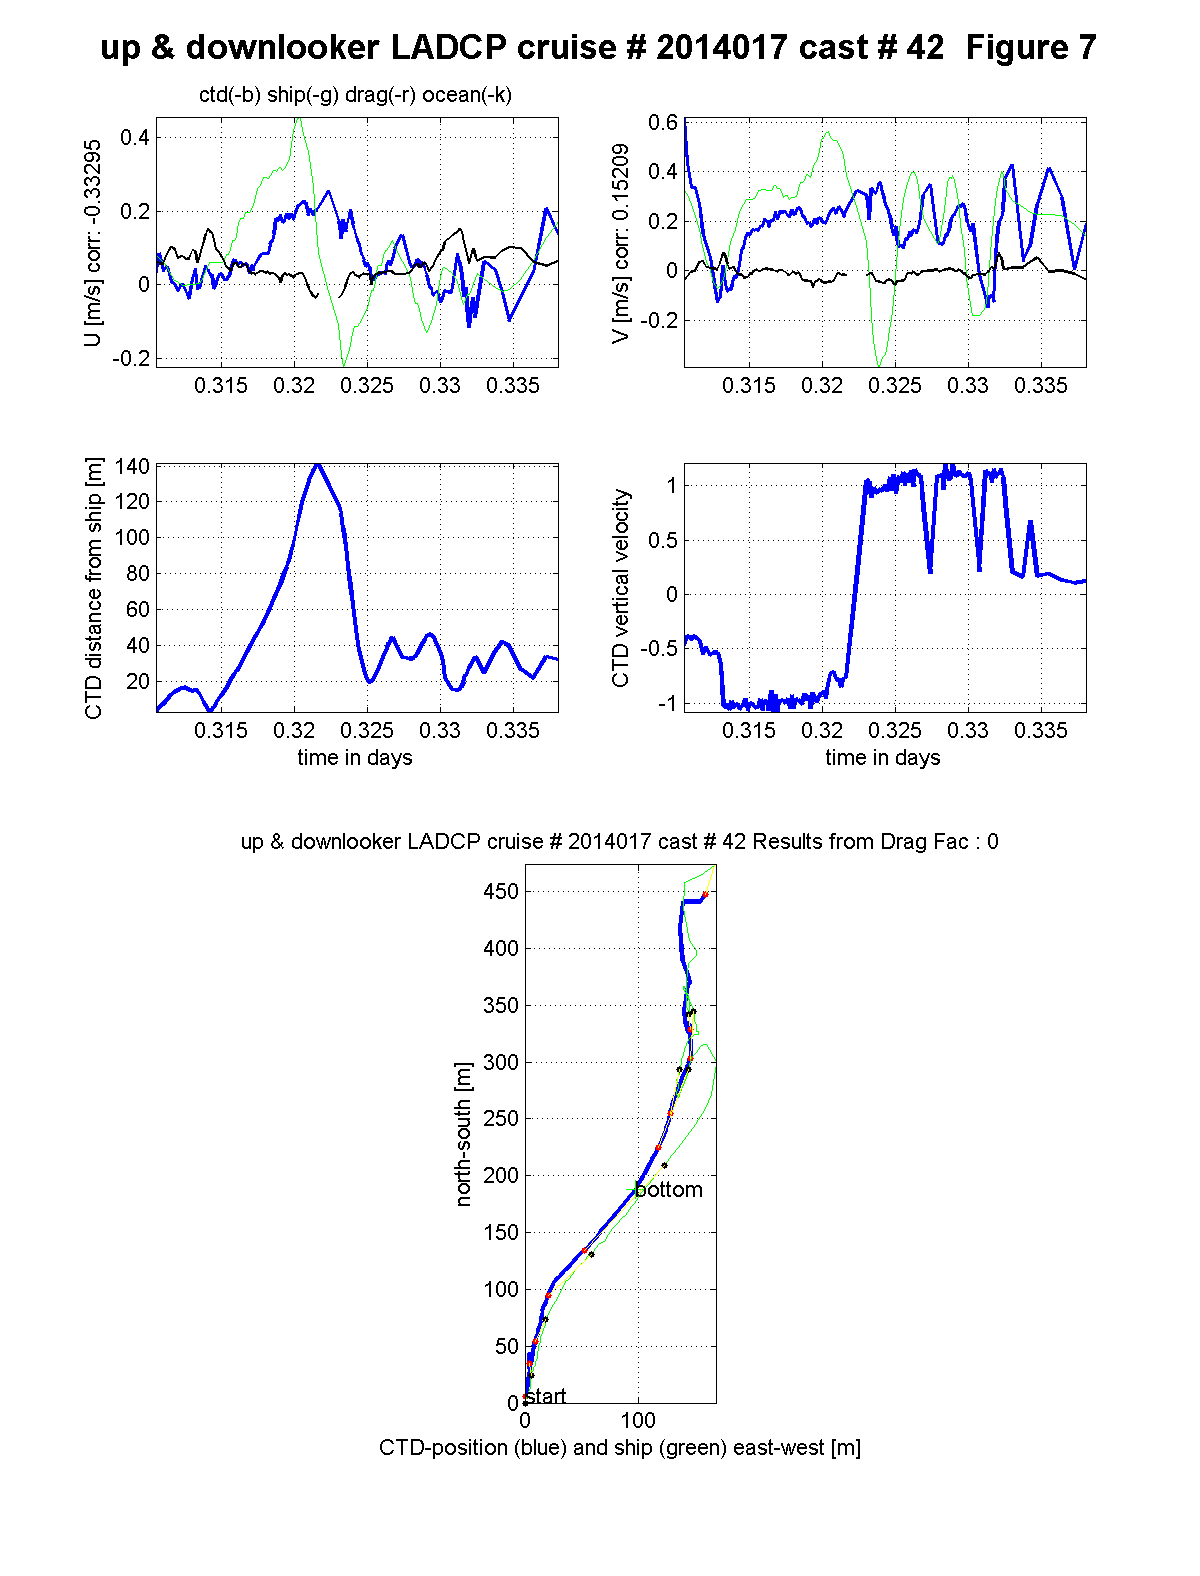 up & downlooker LADCP cruise # 2014017 cast # 42  Figure 7
ctd(-b) ship(-g) drag(-r) ocean(-k)
U [m/s] corr: -0.33295
0.4
0.2
0
-0.2
0.315 0.32 0.325 0.33 0.335
V [m/s] corr: 0.15209
0.6
0.4
0.2
0
-0.2
0.315 0.32 0.325 0.33 0.335
CTD distance from ship [m]
140
120
100
80
60
40
20
0.315 0.32 0.325 0.33 0.335
time in days
CTD vertical velocity
1
0.5
0
-0.5
-1
0.315 0.32 0.325 0.33 0.335
time in days
up & downlooker LADCP cruise # 2014017 cast # 42 Results from Drag Fac : 0
north-south [m]
450
400
350
300
250
200
150
100
50
0
bottom
start
0 100
CTD-position (blue) and ship (green) east-west [m]